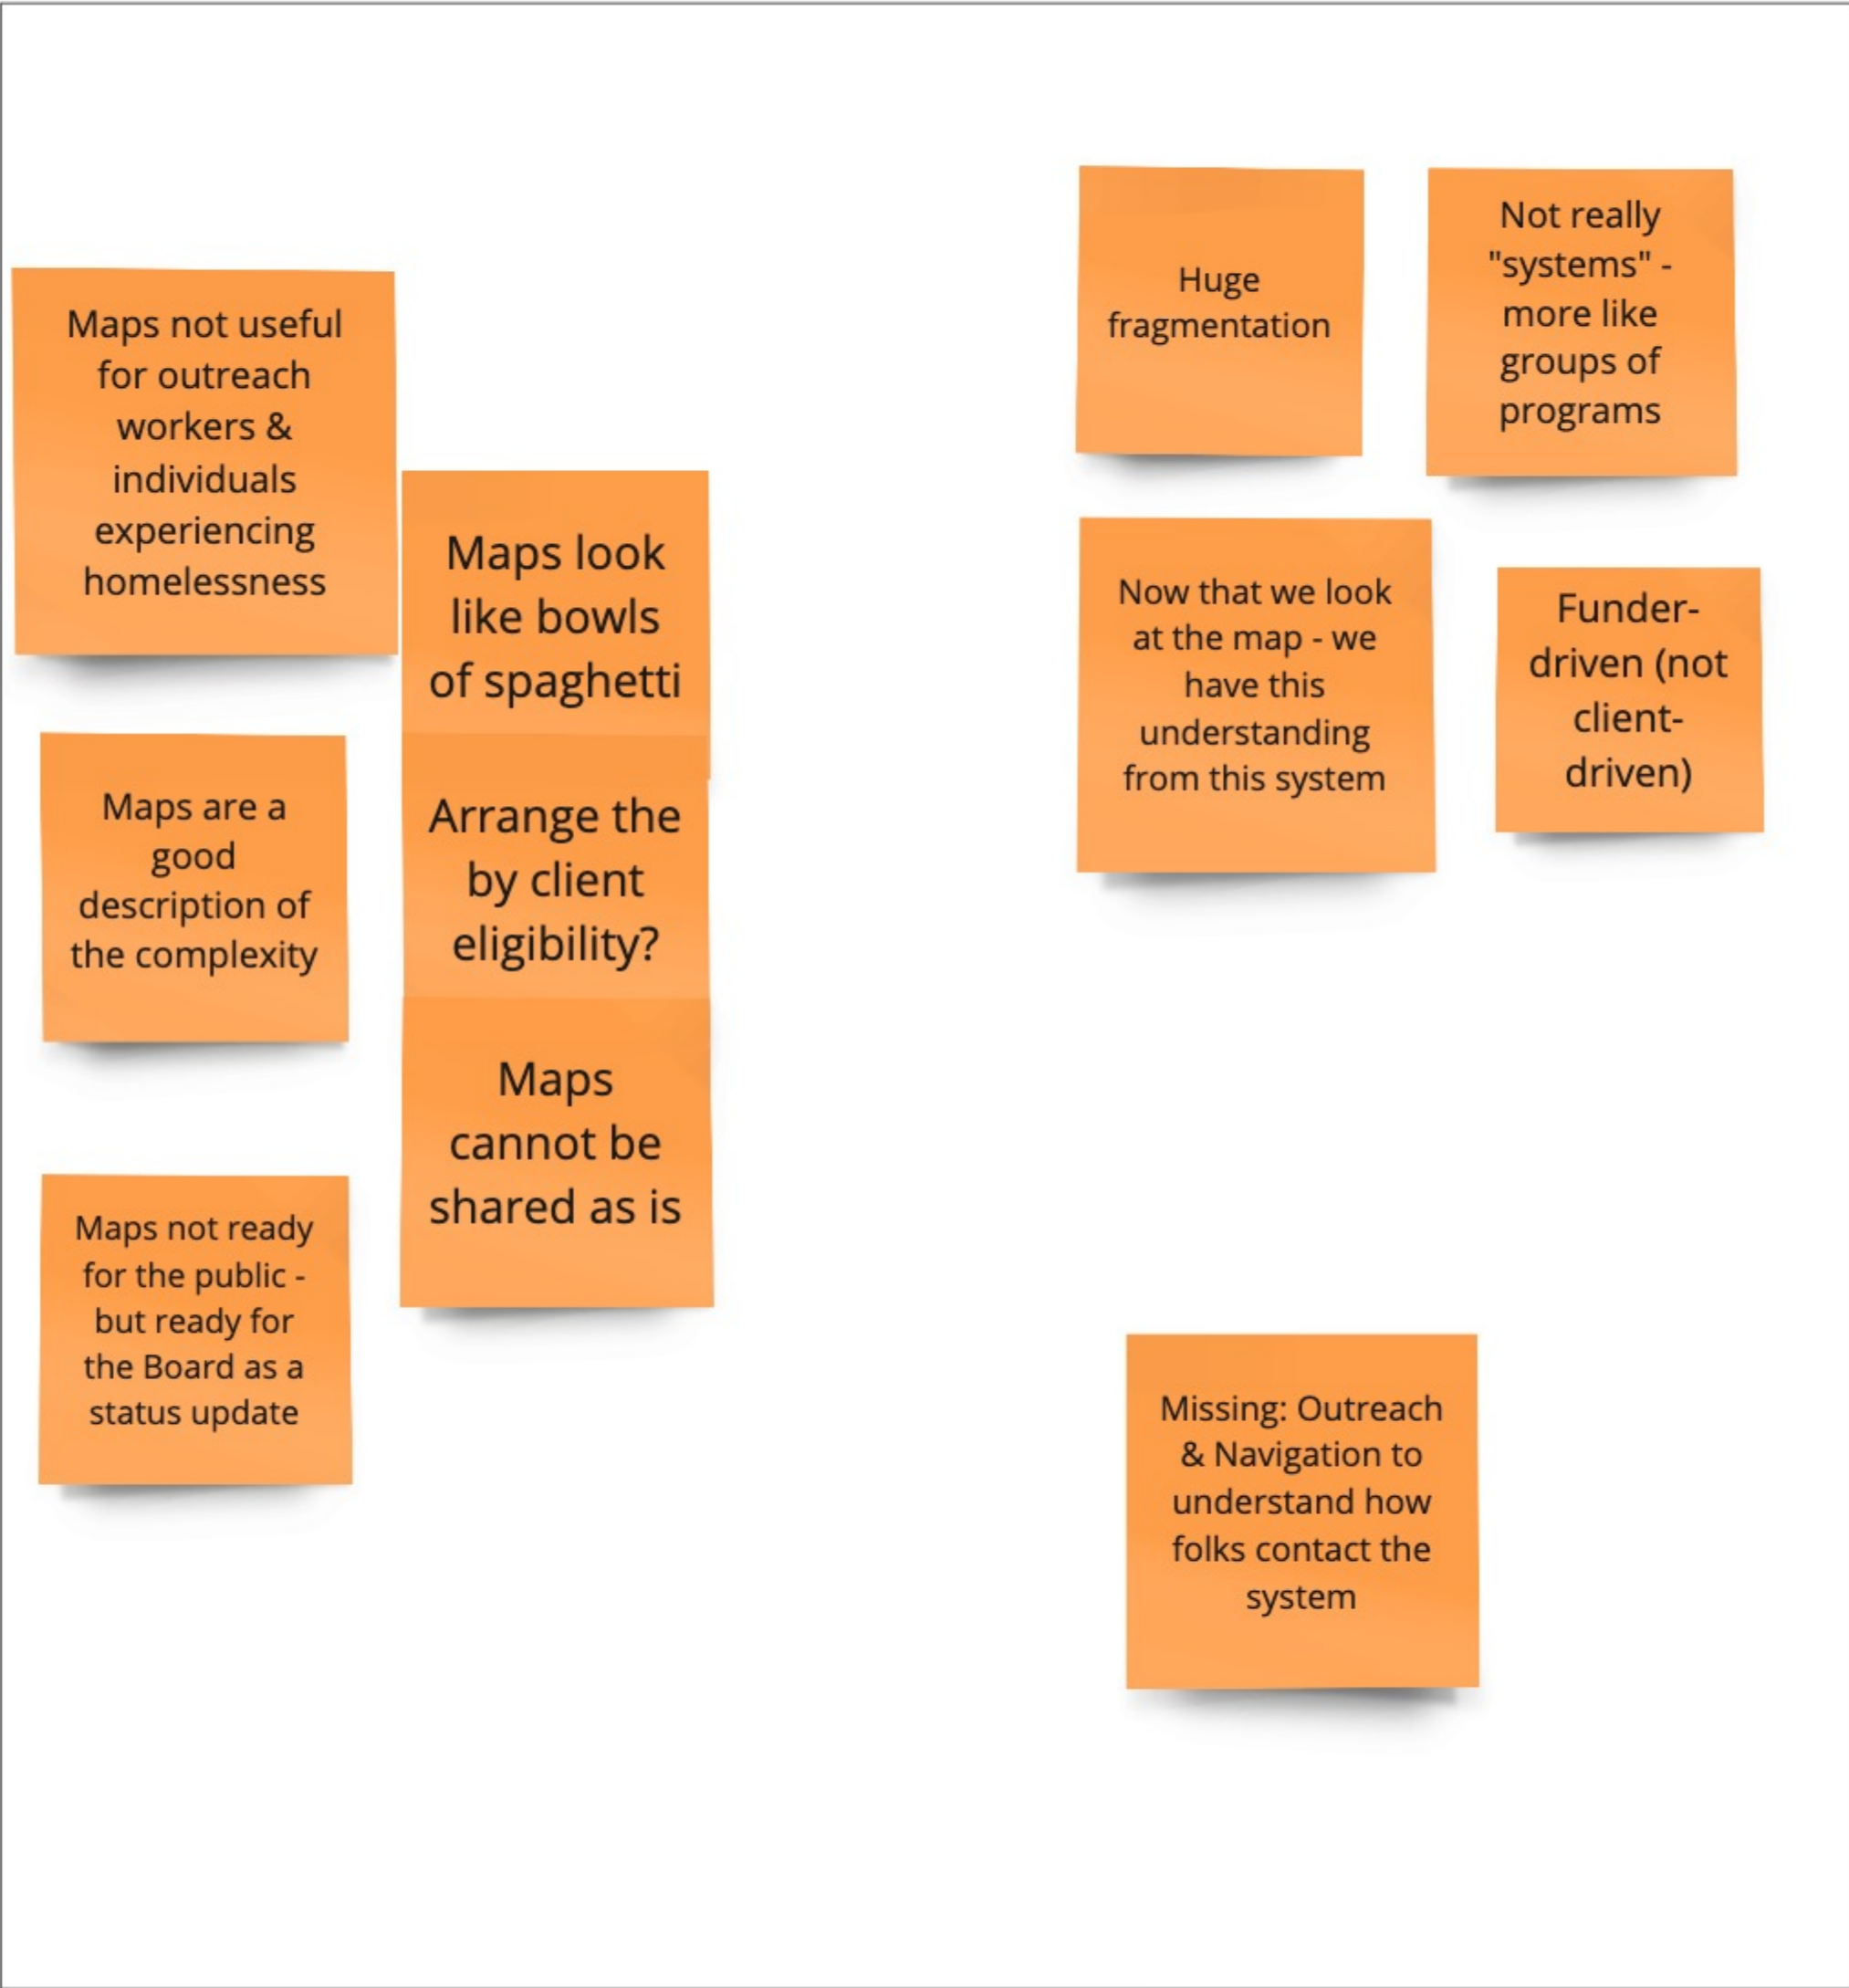 Maps not useful
for outreach
workers &
individuals
experiencing
homelessness
Maps look
like bowls
of spaghetti
Maps are a
good
description of
the complexity
Arrange the
by client
eligibility?
Maps
cannot be
shared as is
Maps not ready
for the public -
but ready for
the Board as a
status update
Huge
fragmentation
Not really
"systems" -
more like
groups of
programs
Now that we look
at the map - we
have this
understanding
from this system
Funder-
driven (not
client-
driven)
Missing: Outreach
& Navigation to
understand how
folks contact the
system